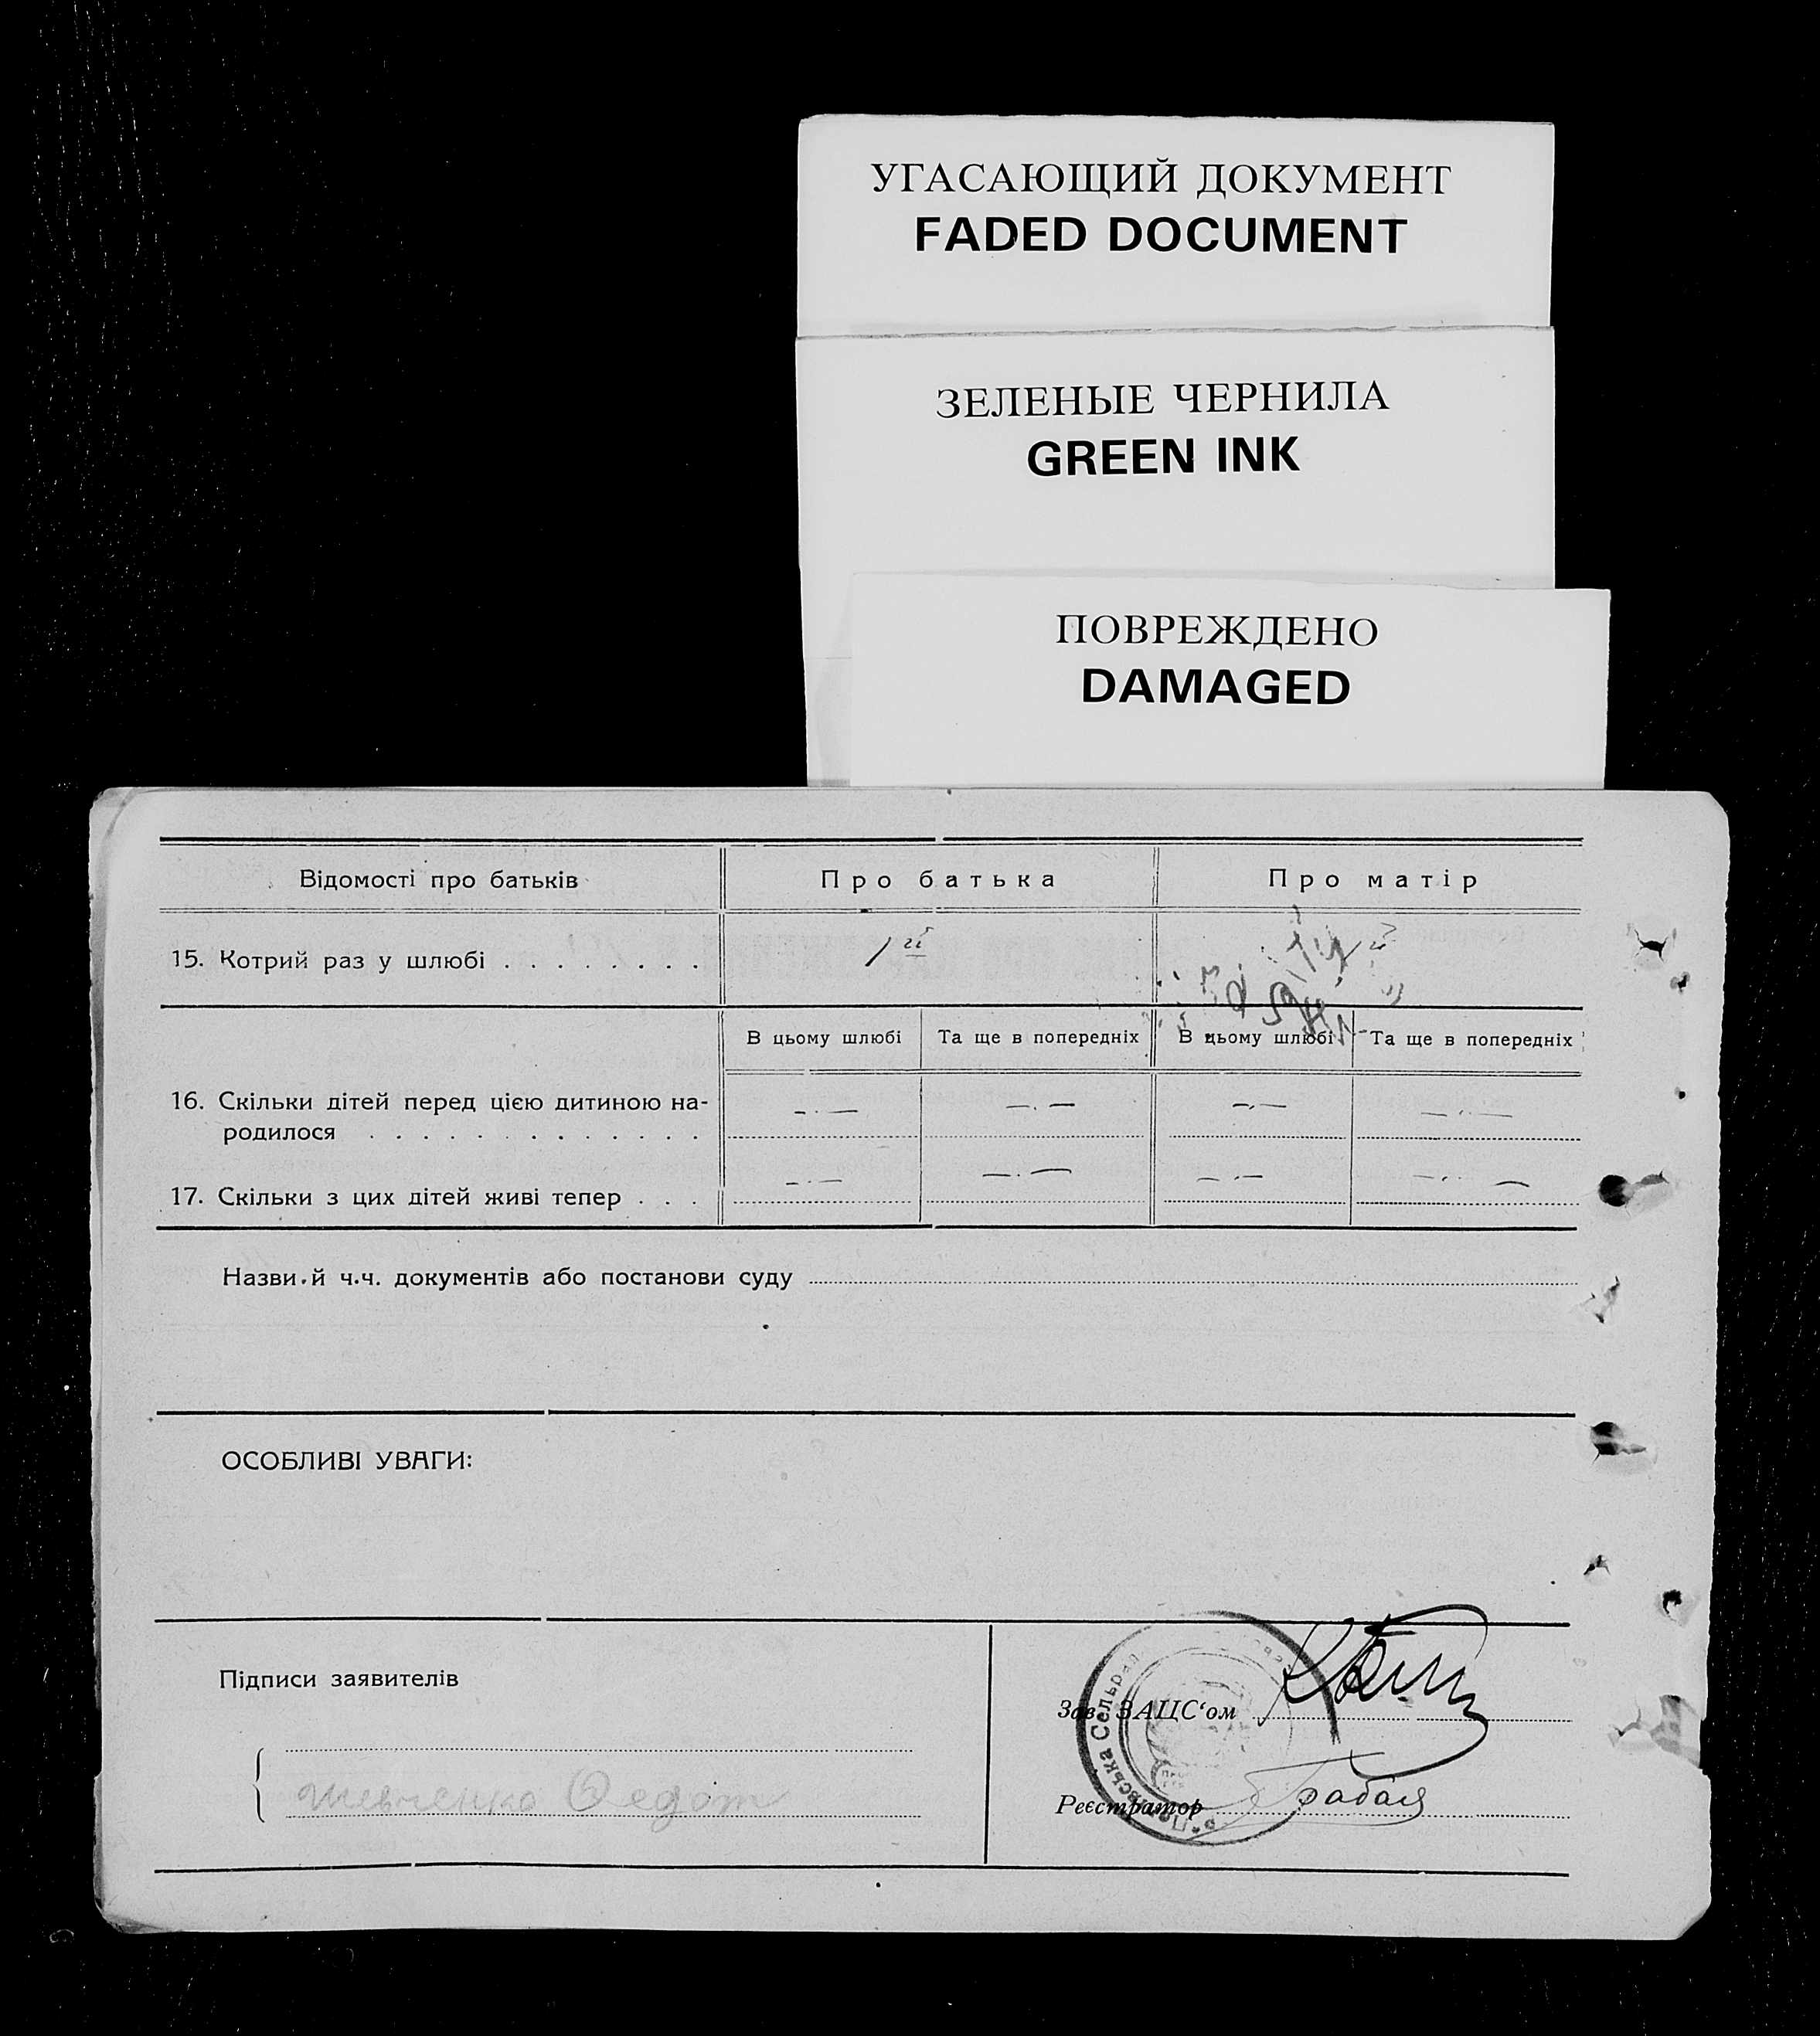 УГАСАЮЩИЙ ДОКУМЕНТ
FADED DOCUMENT
ЗЕЛЕНЫЕ ЧЕРНИЛА
GREEN INK
ПОВРЕЖДЕНО
DAMAGED
Відомості про батьків Про батька Про матір
15. Котрий раз у шлюбі . . . . . . . . 1 ий
В цьому шлюбі Та ще в попередніх В цьому шлюбі Та ще в попередніх
16. Скільки дітей перед цією дитиною на-
родилося . . . . . . . . . . . . . —.— —.— —.— —.—
17. Скільки з цих дітей живі тепер . . . —.— —.— —.— —.—
Назви й ч.ч. документів або постанови суду
ОСОБЛИВІ УВАГИ:
Підписи заявителів
Шевченко Федот
Зав. ЗАЦС‘ом
Реєстратор
Сельрад